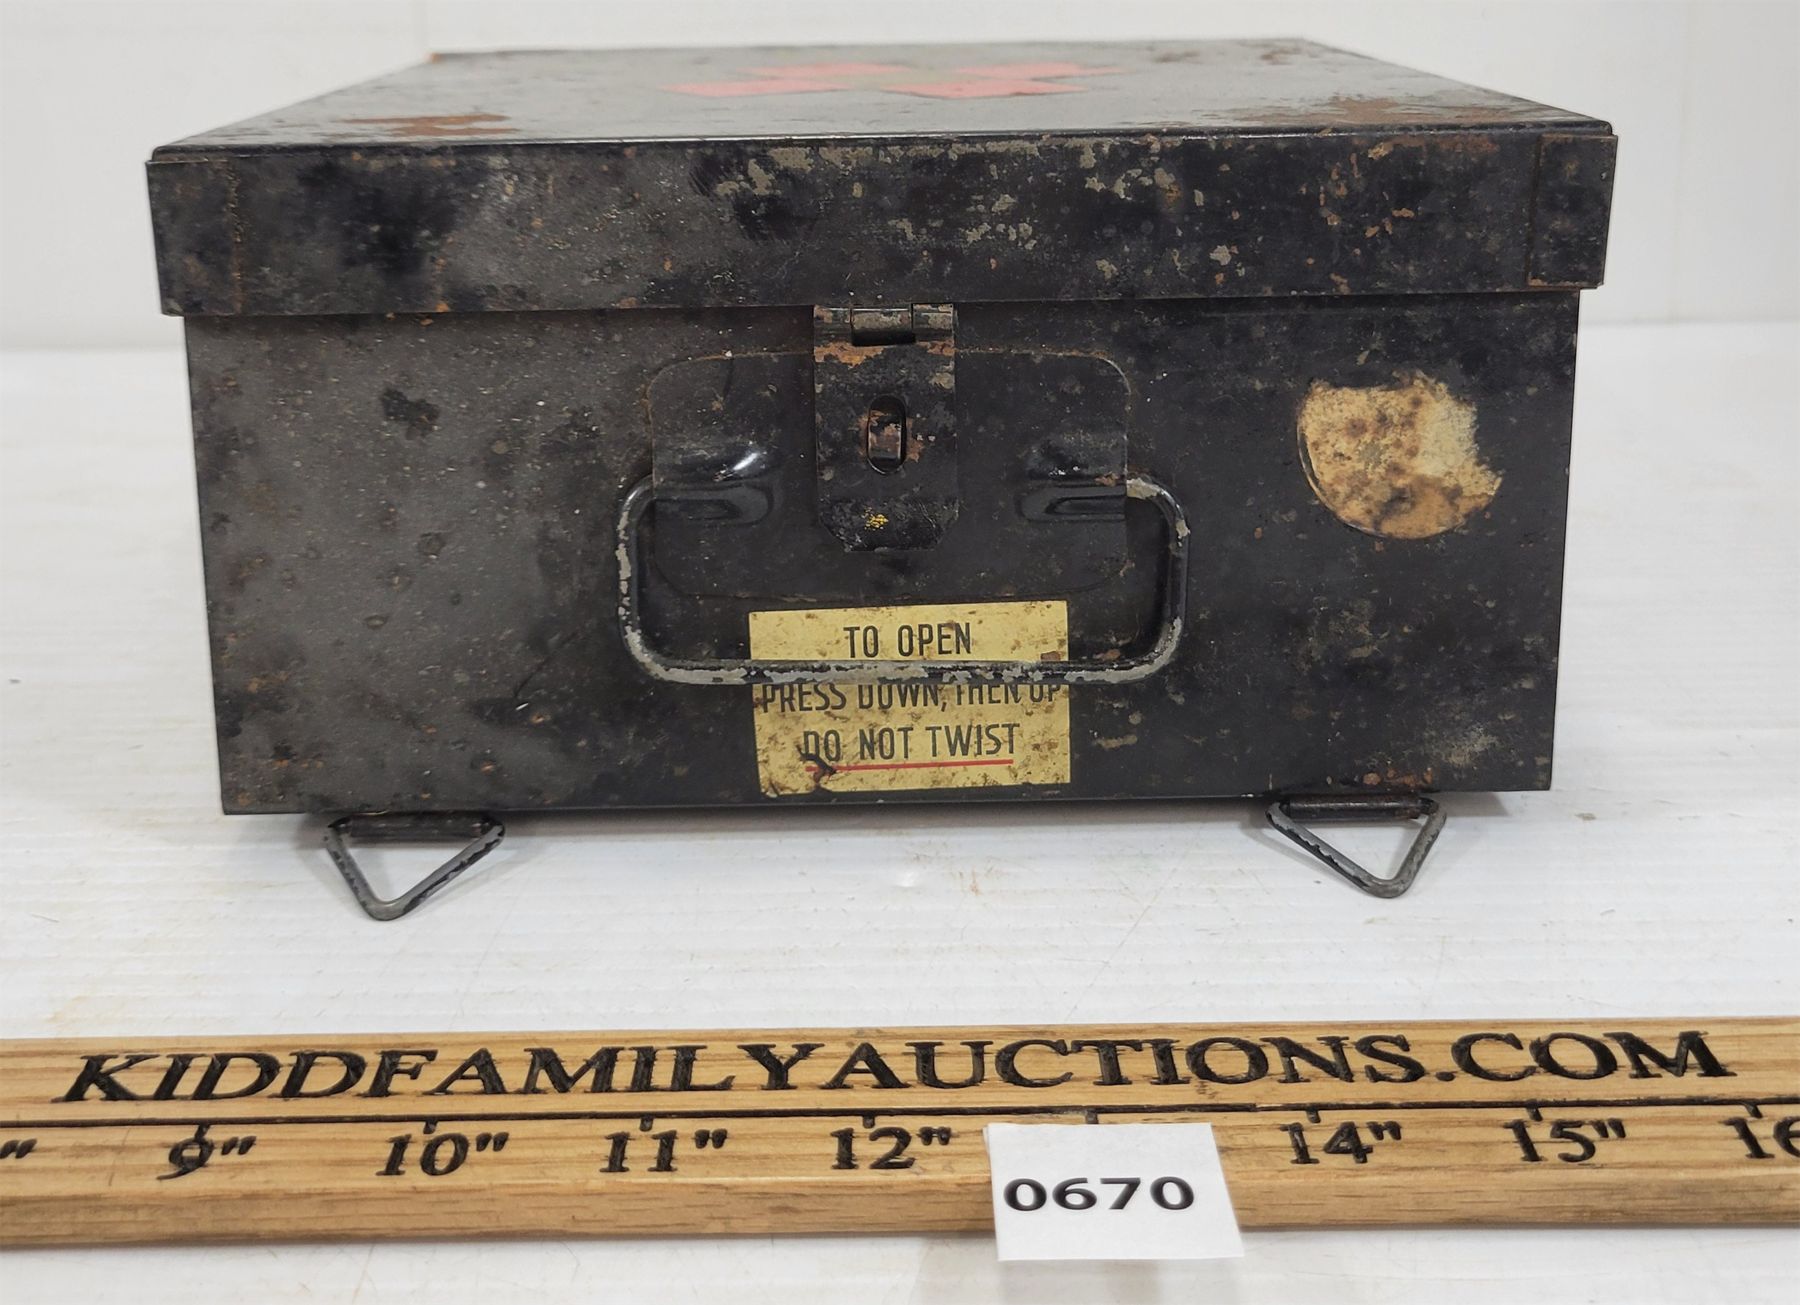 TO OPEN
PRESS DOWN, THEN UP
DO NOT TWIST
KIDDFAMILYAUCTIONS.COM
9" 10" 11" 12" 14" 15"
0670